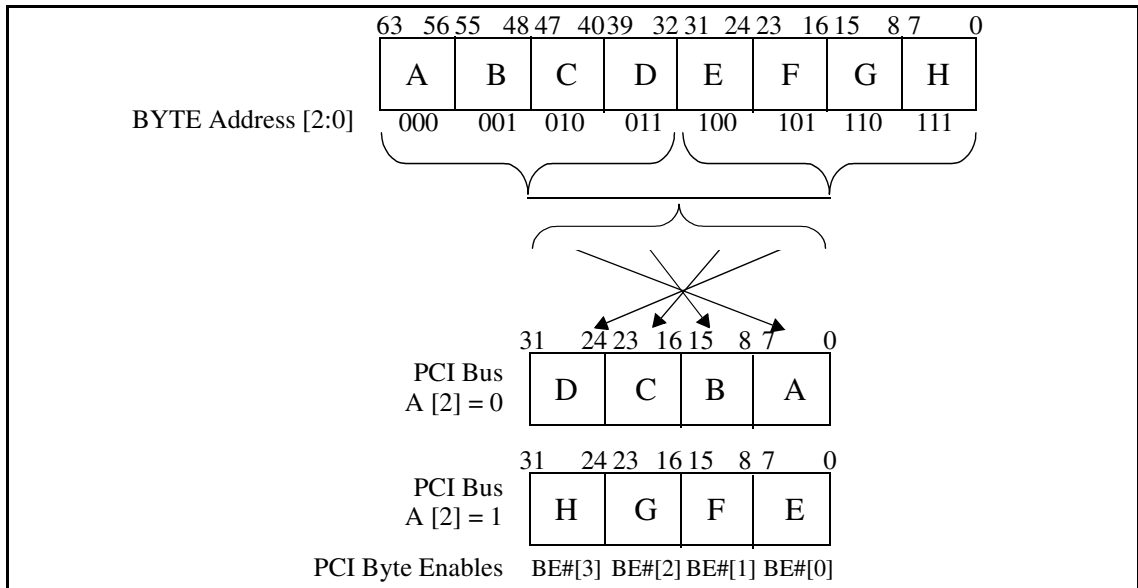 63 56 55 48 47 40 39 32 31 24 23 16 15 8 7 0
A B C D E F G H
BYTE Address [2:0] 000 001 010 011 100 101 110 111
31 24 23 16 15 8 7 0
PCI Bus
A [2] = 0
D C B A
31 24 23 16 15 8 7 0
PCI Bus
A [2] = 1
H G F E
PCI Byte Enables BE#[3] BE#[2] BE#[1] BE#[0]